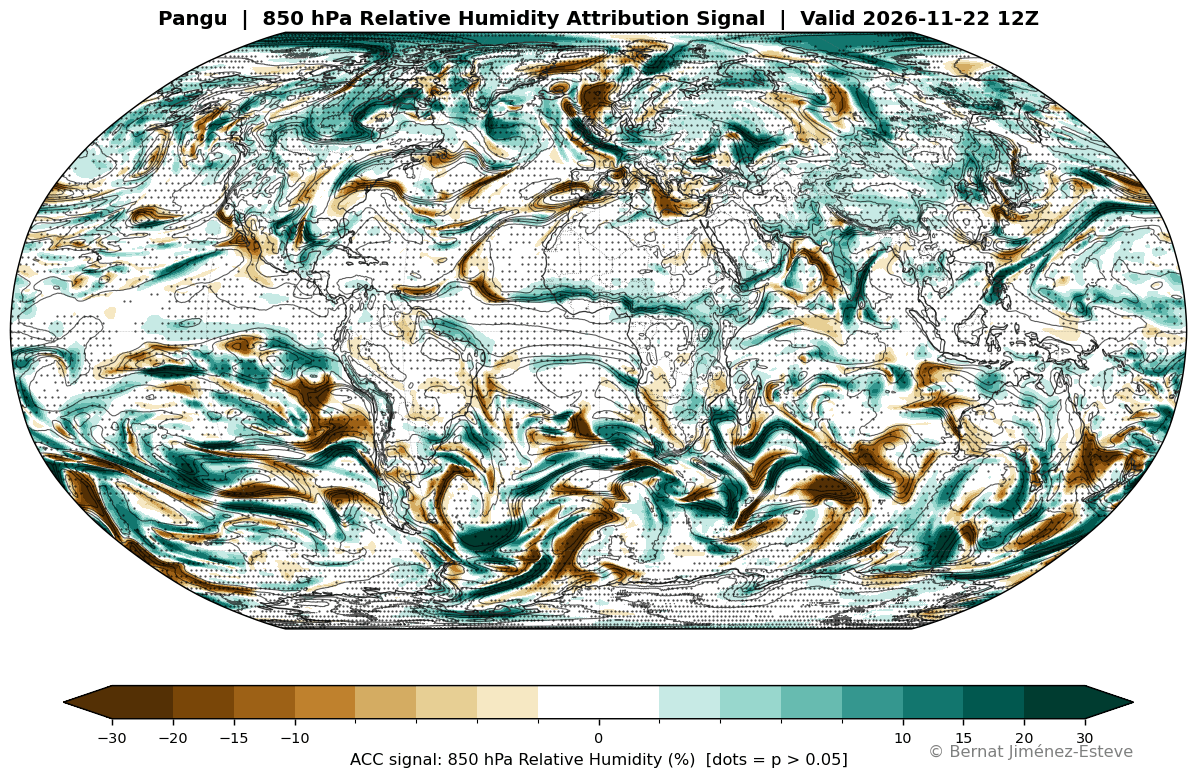 Pangu | 850 hPa Relative Humidity Attribution Signal | Valid 2026-11-22 12Z
−30 −20 −15 −10 0 10 15 20 30
ACC signal: 850 hPa Relative Humidity (%) [dots = p > 0.05]
© Bernat Jiménez-Esteve